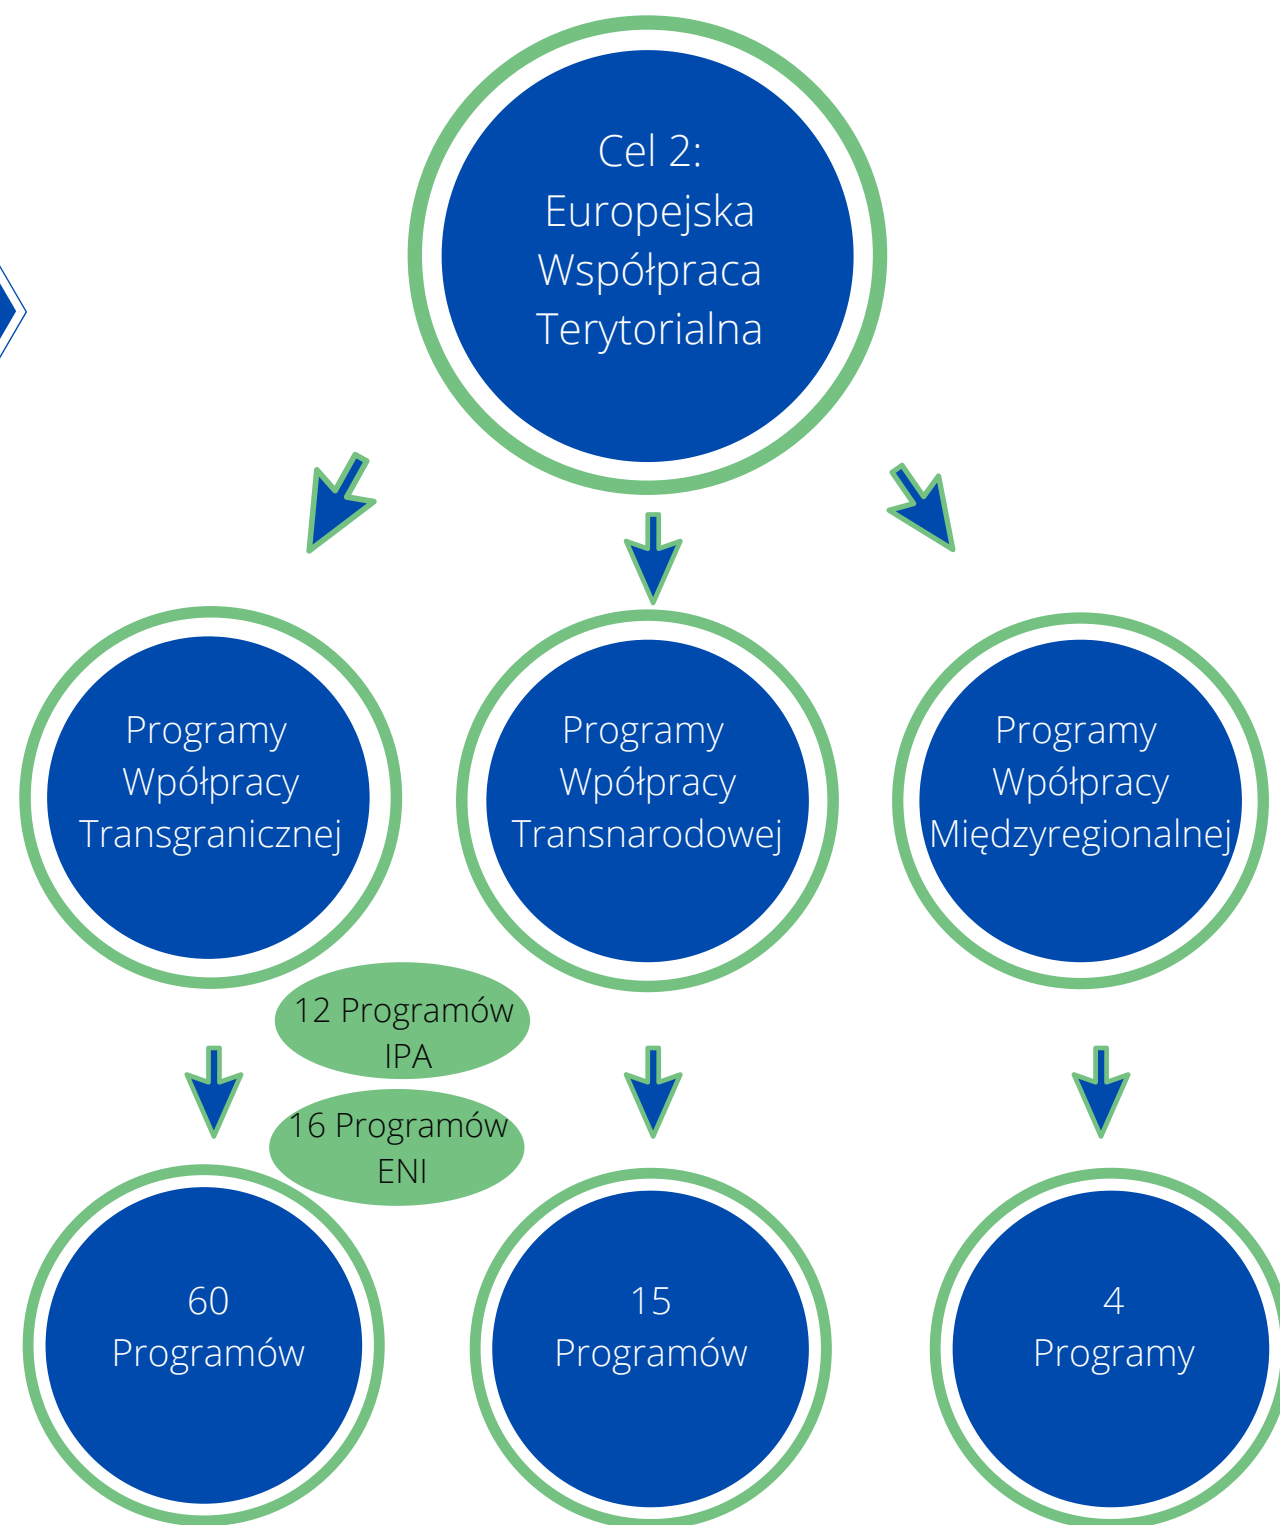 Cel 2:
Europejska
Współpraca
Terytorialna
Programy
Wpółpracy
Transgranicznej
Programy
Wpółpracy
Transnarodowej
Programy
Wpółpracy
Międzyregionalnej
12 Programów
IPA
16 Programów
ENI
60
Programów
15
Programów
4
Programy